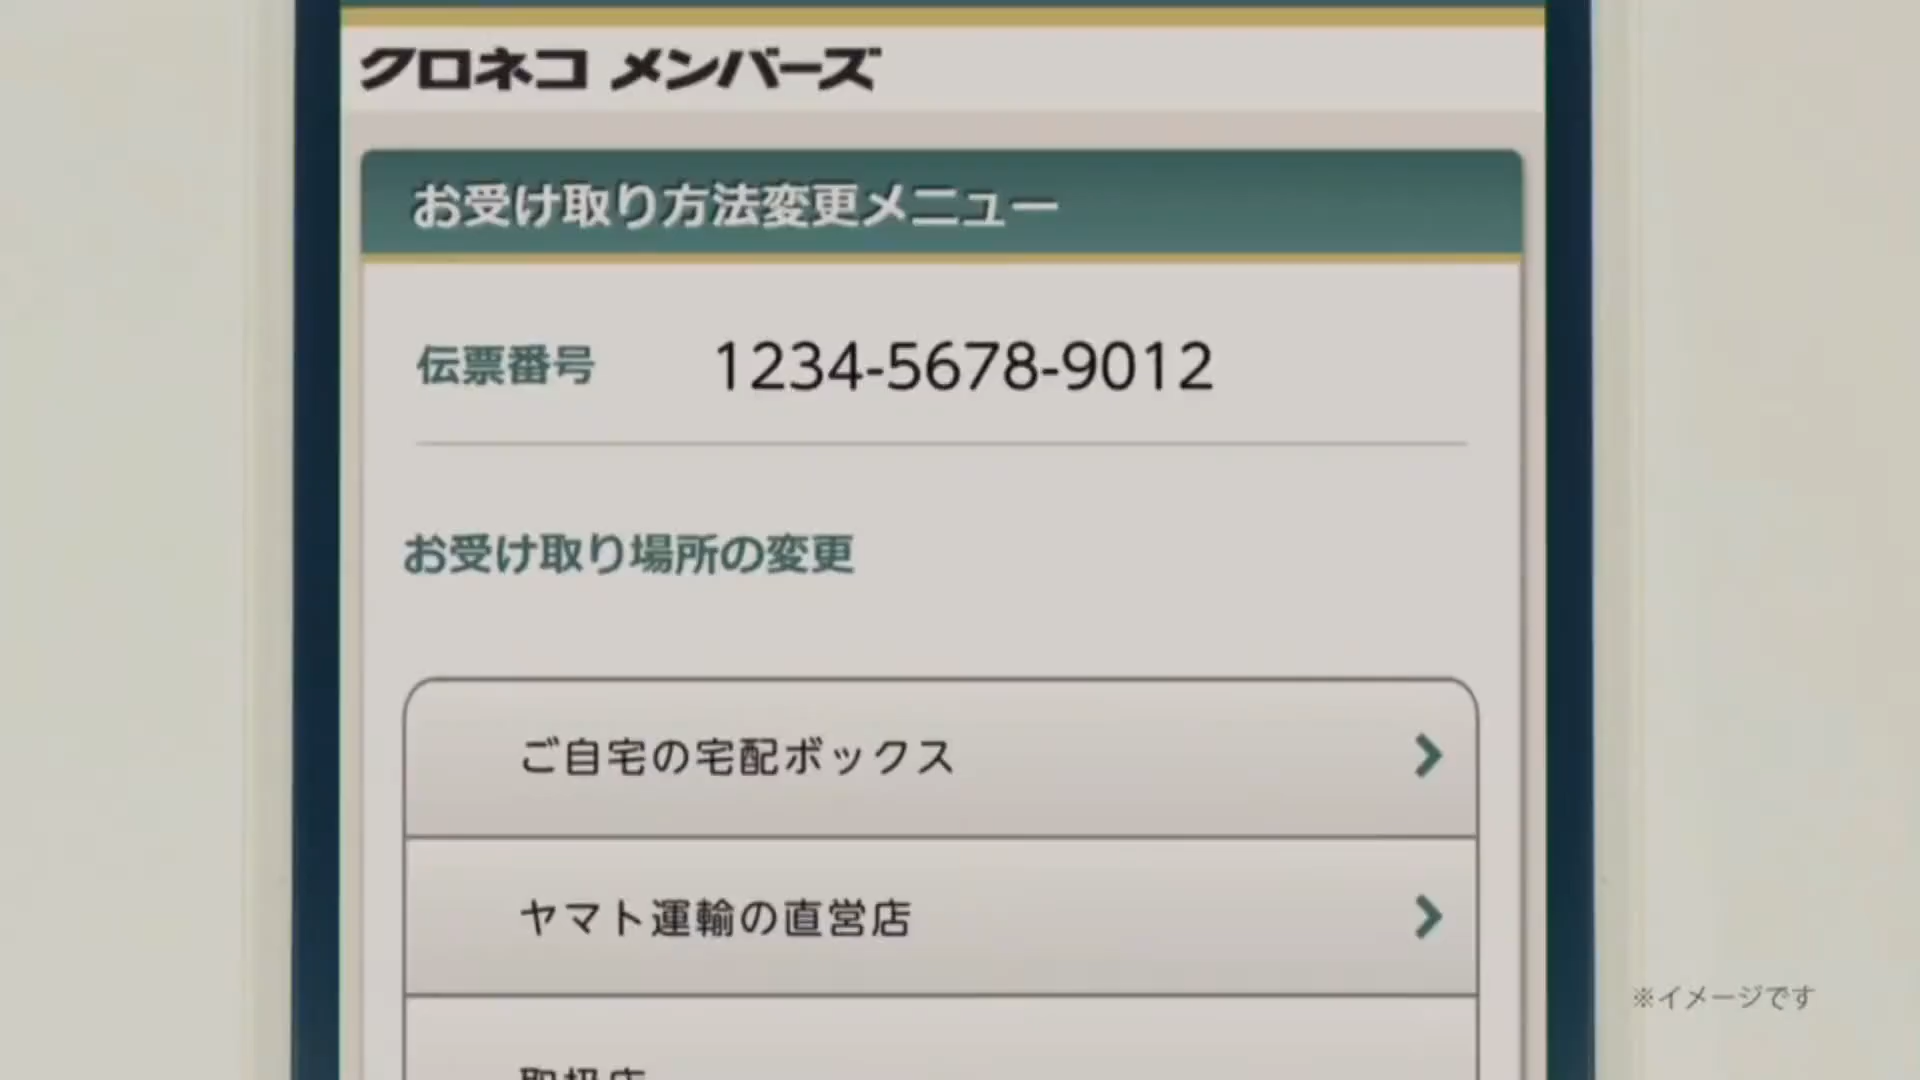 クロネコ メンバーズ
お受け取り方法変更メニュー
伝票番号 1234-5678-9012
お受け取り場所の変更
ご自宅の宅配ボックス
ヤマト運輸の直営店
取扱店
※イメージです